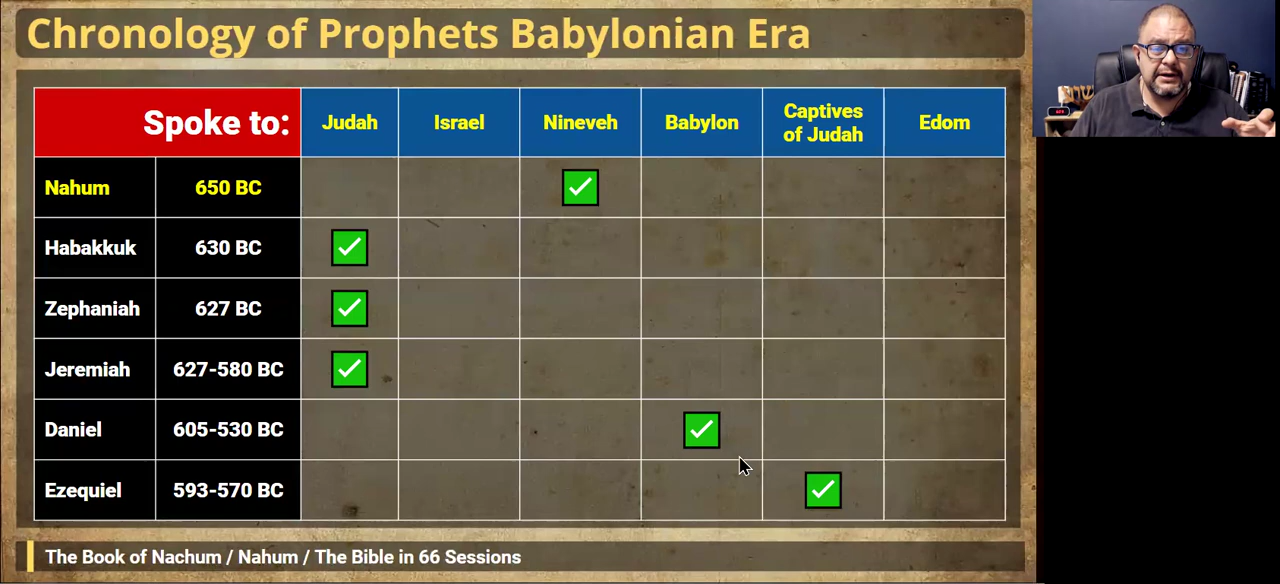 Chronology of Prophets Babylonian Era
Spoke to: Judah Israel Nineveh Babylon Captives of Judah Edom
Nahum 650 BC
Habakkuk 630 BC
Zephaniah 627 BC
Jeremiah 627-580 BC
Daniel 605-530 BC
Ezequiel 593-570 BC
The Book of Nachum / Nahum / The Bible in 66 Sessions